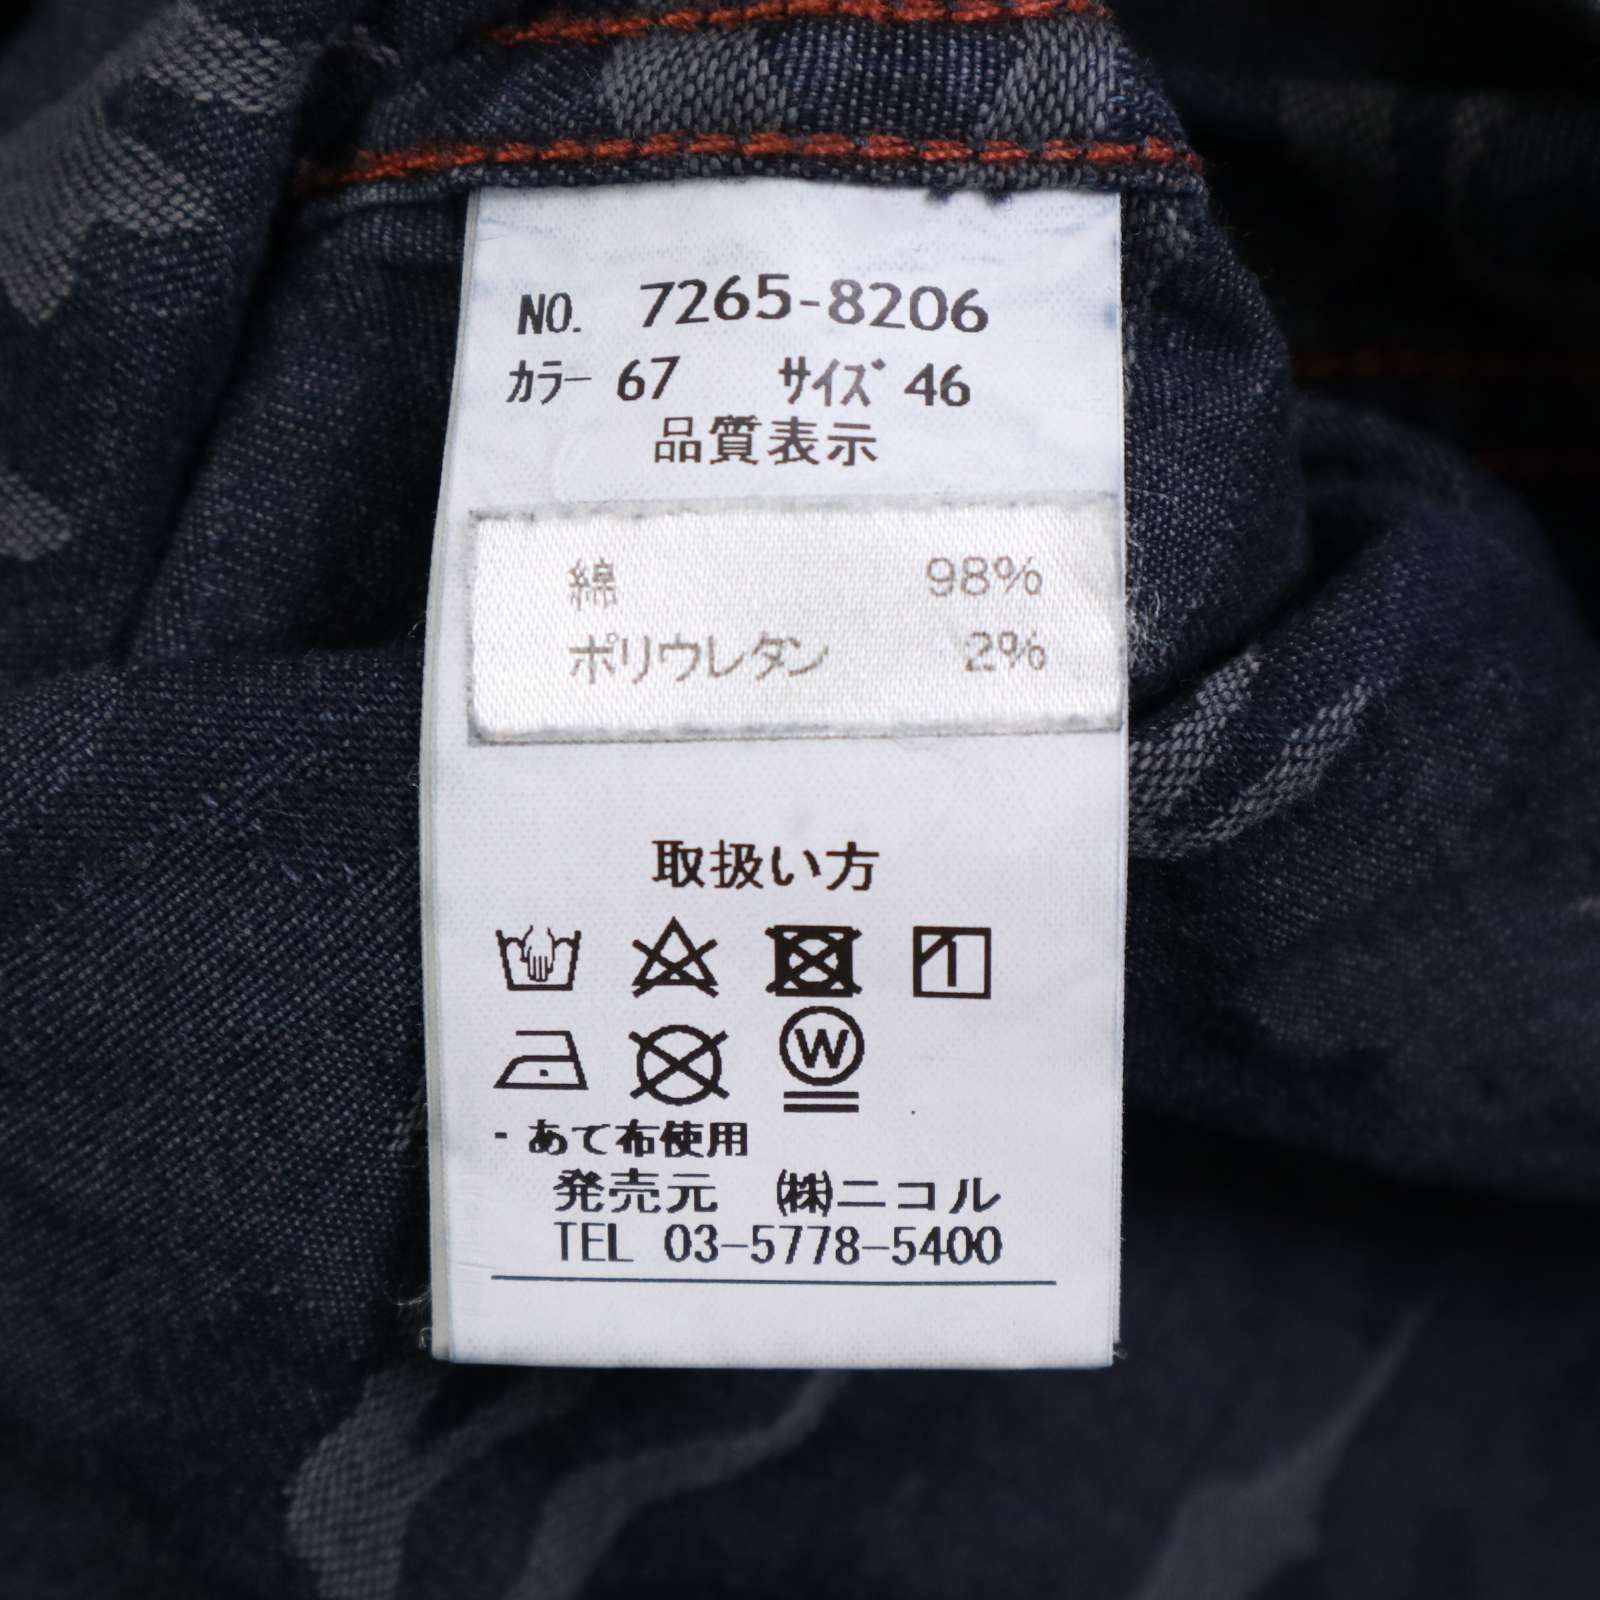 NO. 7265-8206
カラー 67 サイズ 46
品質表示
綿 98%
ポリウレタン 2%
取扱い方
W
・あて布使用
発売元 ㈱ニコル
TEL 03-5778-5400